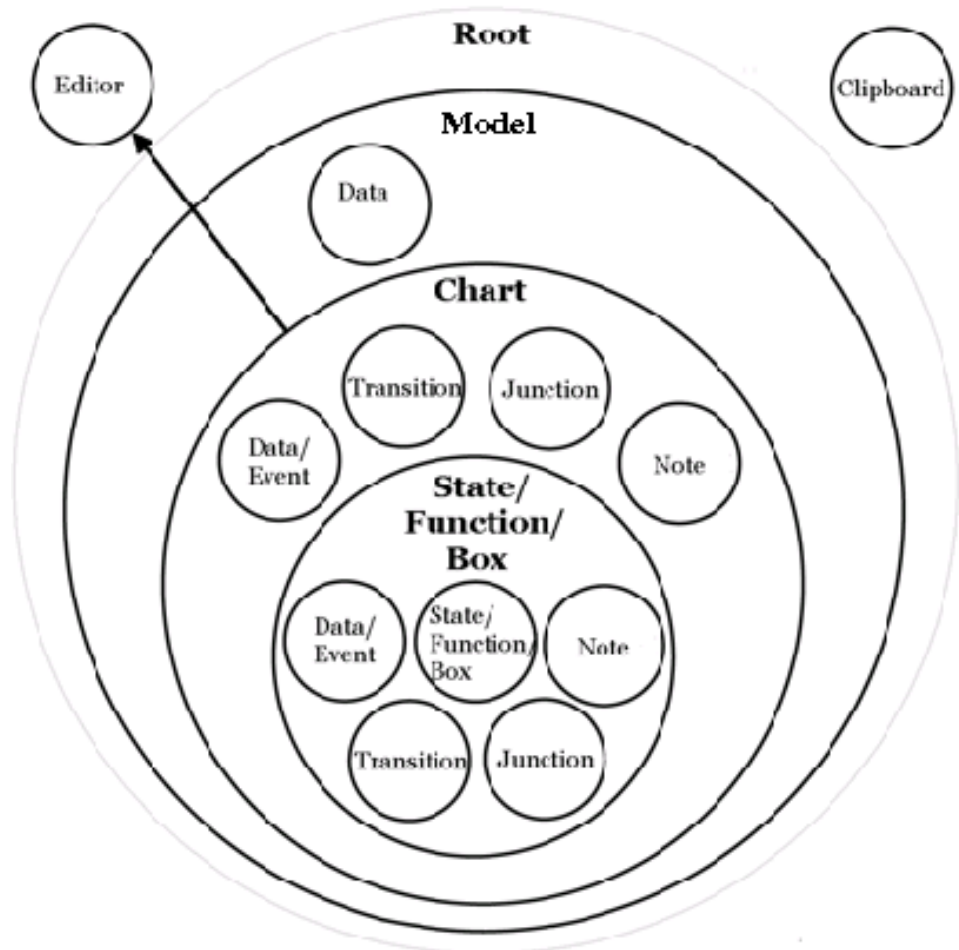 Root
Editor
Clipboard
Model
Data
Chart
Transition
Junction
Data/
Event
Note
State/
Function/
Box
Data/
Event
State/
Function/
Box
Note
Transition
Junction